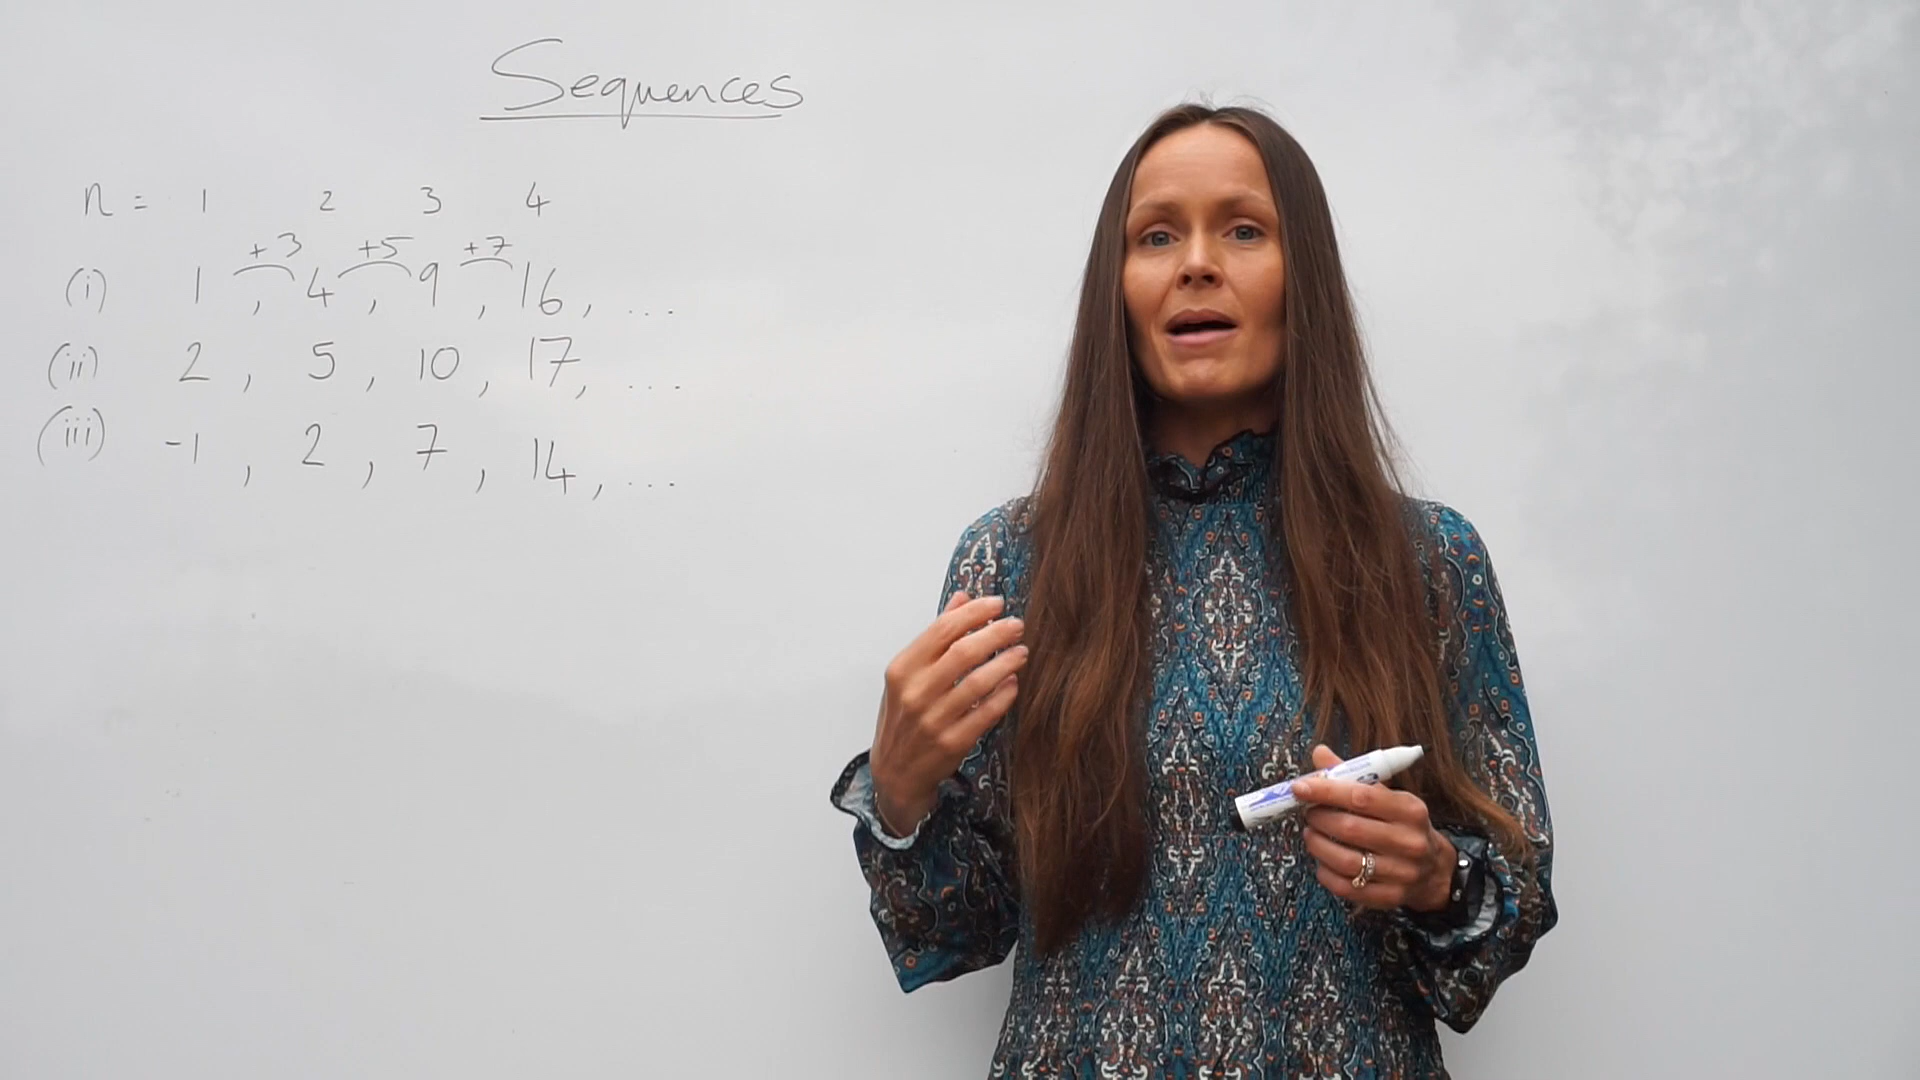 Sequences
n = 1 2 3 4
+3 +5 +7
(i) 1 , 4 , 9 , 16 , ...
(ii) 2 , 5 , 10 , 17 , ...
(iii) -1 , 2 , 7 , 14 , ...